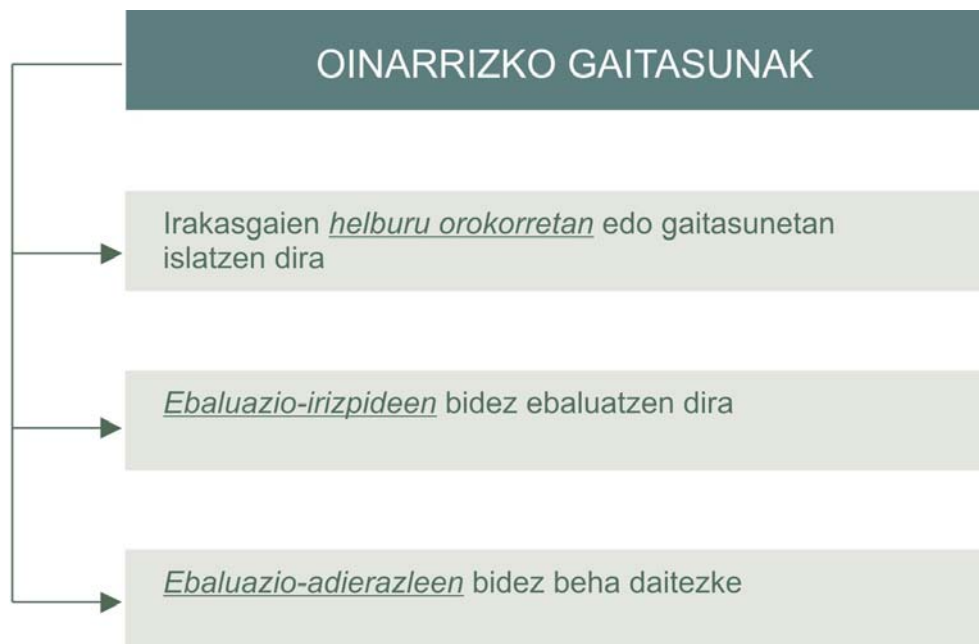 OINARRIZKO GAITASUNAK
Irakasgaien helburu orokorretan edo gaitasunetan
islatzen dira
Ebaluazio-irizpideen bidez ebaluatzen dira
Ebaluazio-adierazleen bidez beha daitezke